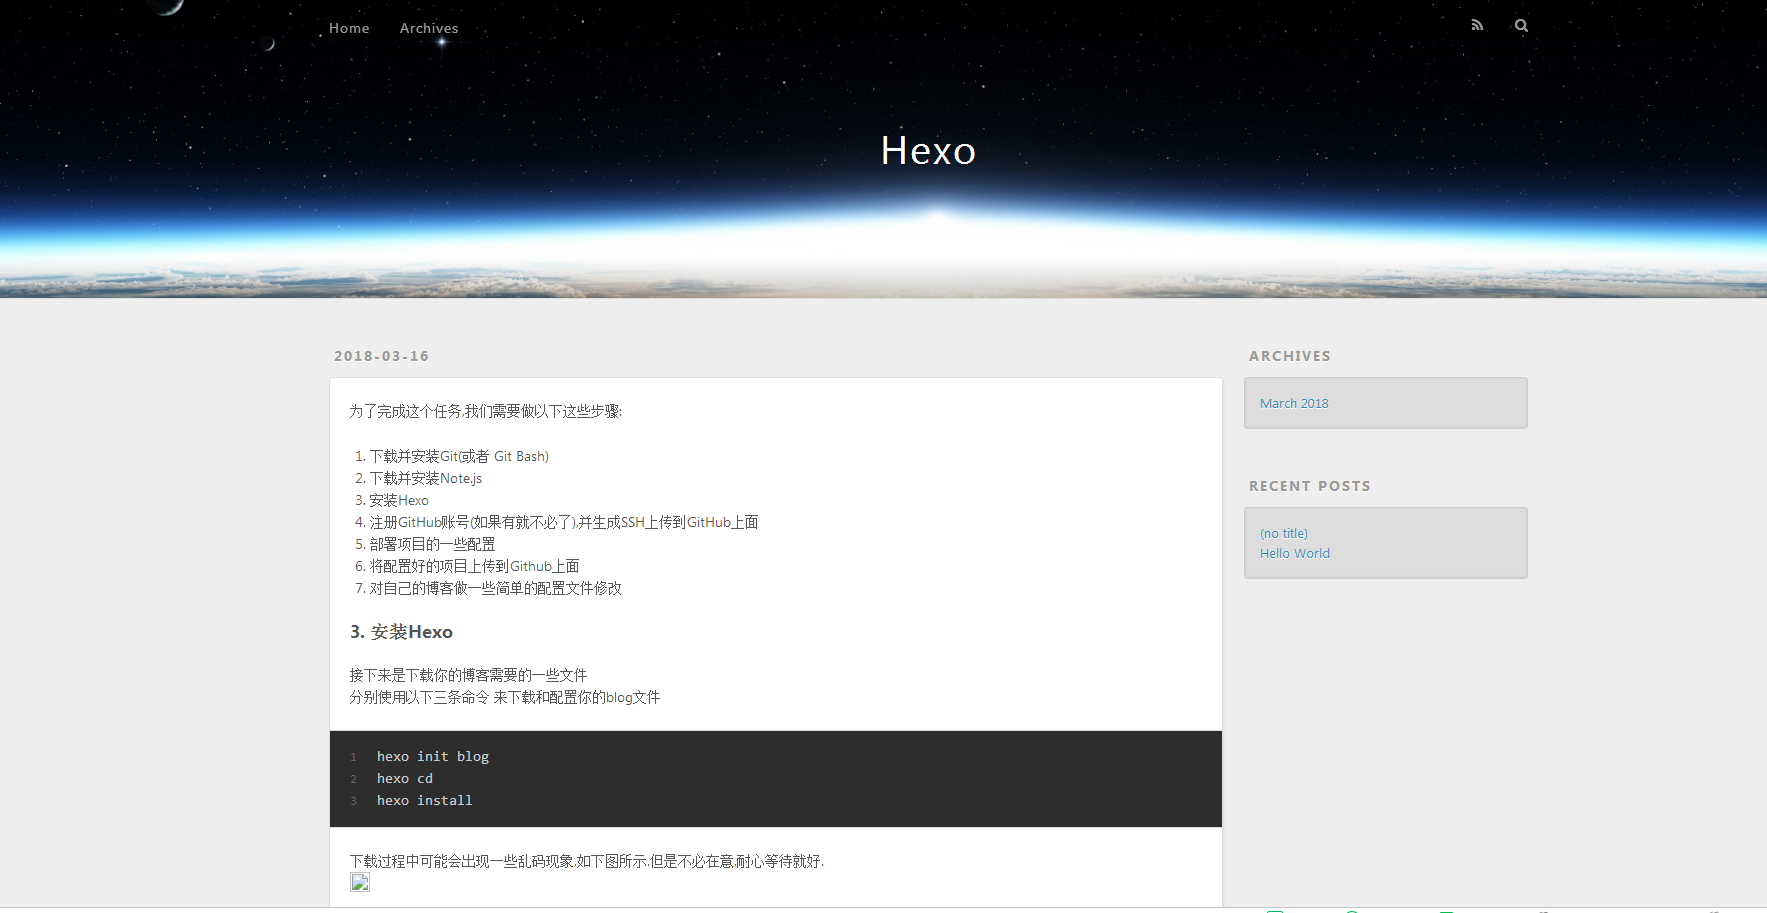 Home Archives
Hexo
2018-03-16
为了完成这个任务,我们需要做以下这些步骤:
1. 下载并安装Git(或者 Git Bash)
2. 下载并安装Note.js
3. 安装Hexo
4. 注册GitHub账号(如果有就不必了),并生成SSH上传到GitHub上面
5. 部署项目的一些配置
6. 将配置好的项目上传到Github上面
7. 对自己的博客做一些简单的配置文件修改
3. 安装Hexo
接下来是下载你的博客需要的一些文件
分别使用以下三条命令 来下载和配置你的blog文件
1 hexo init blog
2 hexo cd
3 hexo install
下载过程中可能会出现一些乱码现象,如下图所示.但是不必在意,耐心等待就好.
ARCHIVES
March 2018
RECENT POSTS
(no title)
Hello World